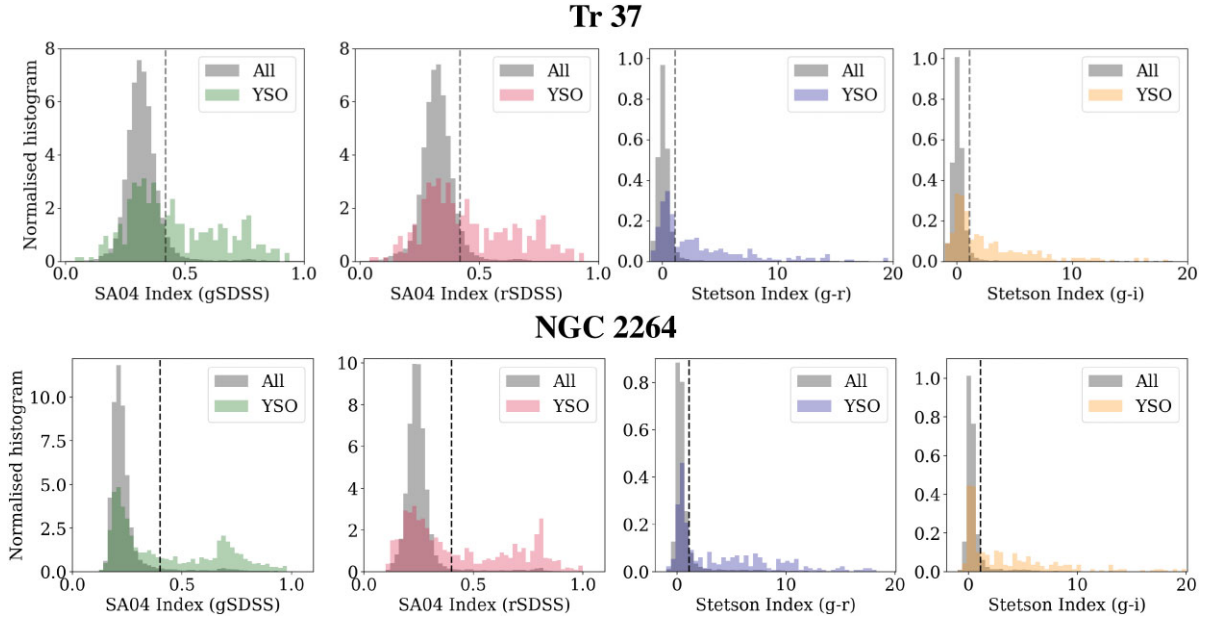 Tr 37
Normalised histogram
8
6
4
2
0
0.0 0.5 1.0
All
YSO
SA04 Index (gSDSS)
8
6
4
2
0
0.0 0.5 1.0
All
YSO
SA04 Index (rSDSS)
1.0
0.8
0.6
0.4
0.2
0.0
0 10 20
All
YSO
Stetson Index (g-r)
1.0
0.8
0.6
0.4
0.2
0.0
0 10 20
All
YSO
Stetson Index (g-i)
NGC 2264
Normalised histogram
10.0
7.5
5.0
2.5
0.0
0.0 0.5 1.0
All
YSO
SA04 Index (gSDSS)
10
8
6
4
2
0
0.0 0.5 1.0
All
YSO
SA04 Index (rSDSS)
0.8
0.6
0.4
0.2
0.0
0 10 20
All
YSO
Stetson Index (g-r)
1.0
0.8
0.6
0.4
0.2
0.0
0 10 20
All
YSO
Stetson Index (g-i)